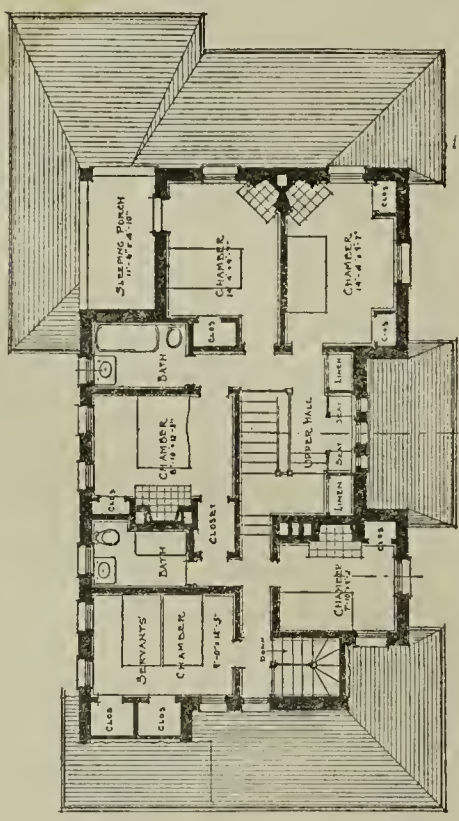 SLEEPING PORCH
CHAMBER
CHAMBER
CLOS
CLOS
CLOS
BATH
LINEN
SEAT
UPPER HALL
SEAT
LINEN
CHAMBER
CLOS
CLOSET
BATH
CLOS
CHAMBER
SERVANTS'
CHAMBER
DOWN
CLOS
CLOS